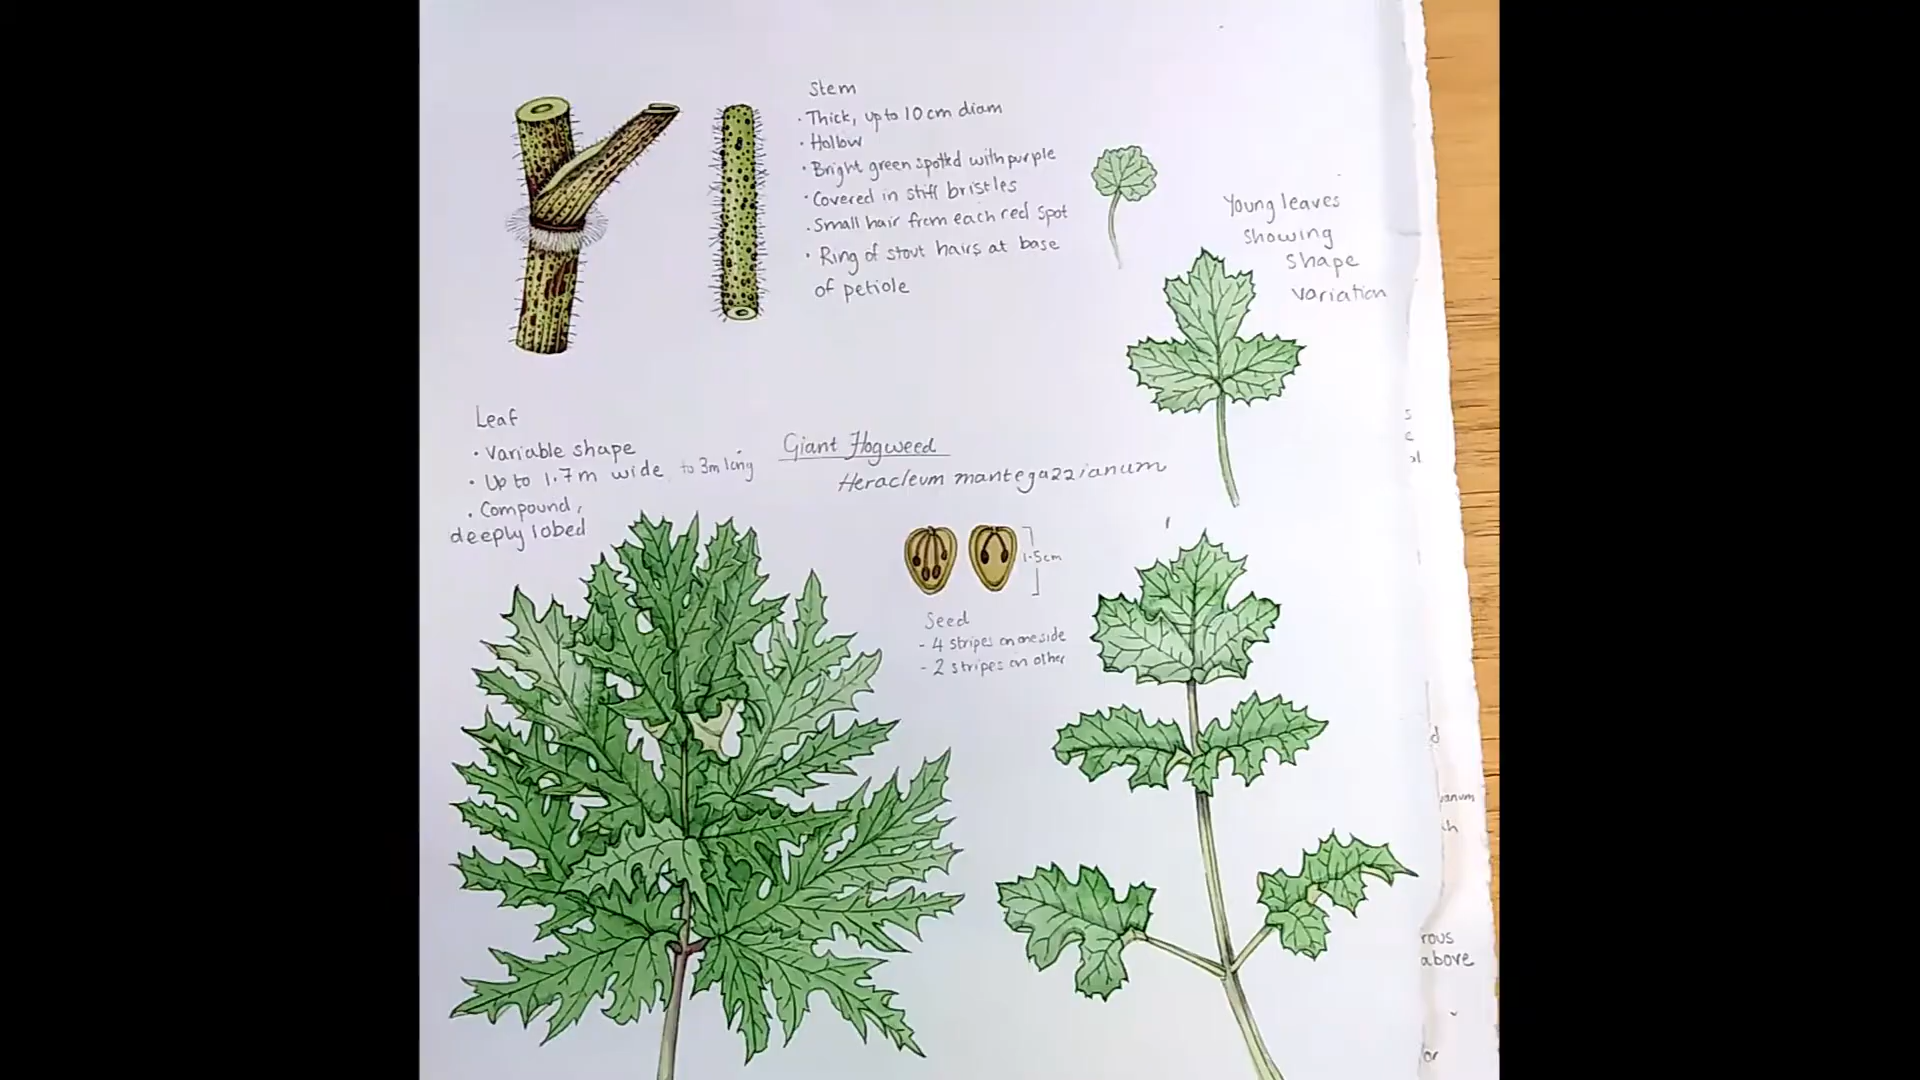 Stem
· Thick, up to 10 cm diam
· Hollow
· Bright green spotted with purple
· Covered in stiff bristles
· Small hair from each red spot
· Ring of stout hairs at base
of petiole
Young leaves
showing
shape
variation
Leaf
· Variable shape
· Up to 1.7m wide to 3m long
· Compound,
deeply lobed
Giant Hogweed
Heracleum mantegazzianum
1.5cm
Seed
- 4 stripes on one side
- 2 stripes on other
rous
above